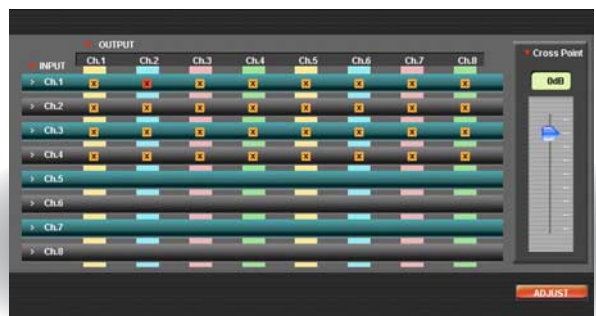 OUTPUT
INPUT Ch.1 Ch.2 Ch.3 Ch.4 Ch.5 Ch.6 Ch.7 Ch.8
Cross Point
0dB
> Ch.1 X X X X X X X X
> Ch.2 X X X X X X X X
> Ch.3 X X X X X X X X
> Ch.4 X X X X X X X X
> Ch.5
> Ch.6
> Ch.7
> Ch.8
ADJUST